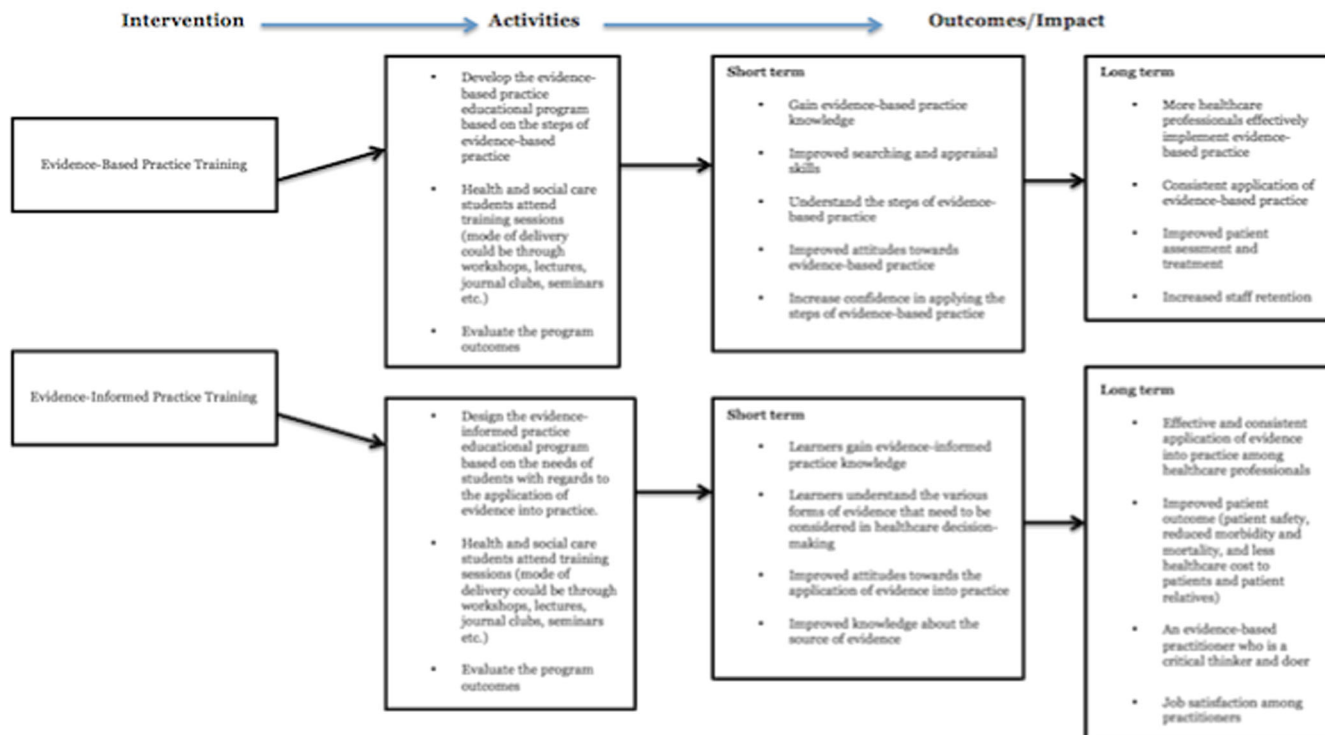 Intervention
Activities
Outcomes/Impact
Evidence-Based Practice Training
• Develop the evidence-
based practice
educational program
based on the steps of
evidence-based
practice
• Health and social care
students attend
training sessions
(mode of delivery
could be through
workshops, lectures,
journal clubs, seminars
etc.)
• Evaluate the program
outcomes
Short term
• Gain evidence-based practice
knowledge
• Improved searching and appraisal
skills
• Understand the steps of evidence-
based practice
• Improved attitudes towards
evidence-based practice
• Increase confidence in applying the
steps of evidence-based practice
Long term
• More healthcare
professionals effectively
implement evidence-
based practice
• Consistent application of
evidence-based practice
• Improved patient
assessment and
treatment
• Increased staff retention
Evidence-Informed Practice Training
• Design the evidence-
informed practice
educational program
based on the needs of
students with regards to
the application of
evidence into practice.
• Health and social care
students attend training
sessions (mode of
delivery could be through
workshops, lectures,
journal clubs, seminars
etc.)
• Evaluate the program
outcomes
Short term
• Learners gain evidence-informed
practice knowledge
• Learners understand the various
forms of evidence that need to be
considered in healthcare decision-
making
• Improved attitudes towards the
application of evidence into practice
• Improved knowledge about the
source of evidence
Long term
• Effective and consistent
application of evidence
into practice among
healthcare professionals
• Improved patient
outcome (patient safety,
reduced morbidity and
mortality, and less
healthcare cost to
patients and patient
relatives)
• An evidence-based
practitioner who is a
critical thinker and doer
• Job satisfaction among
practitioners